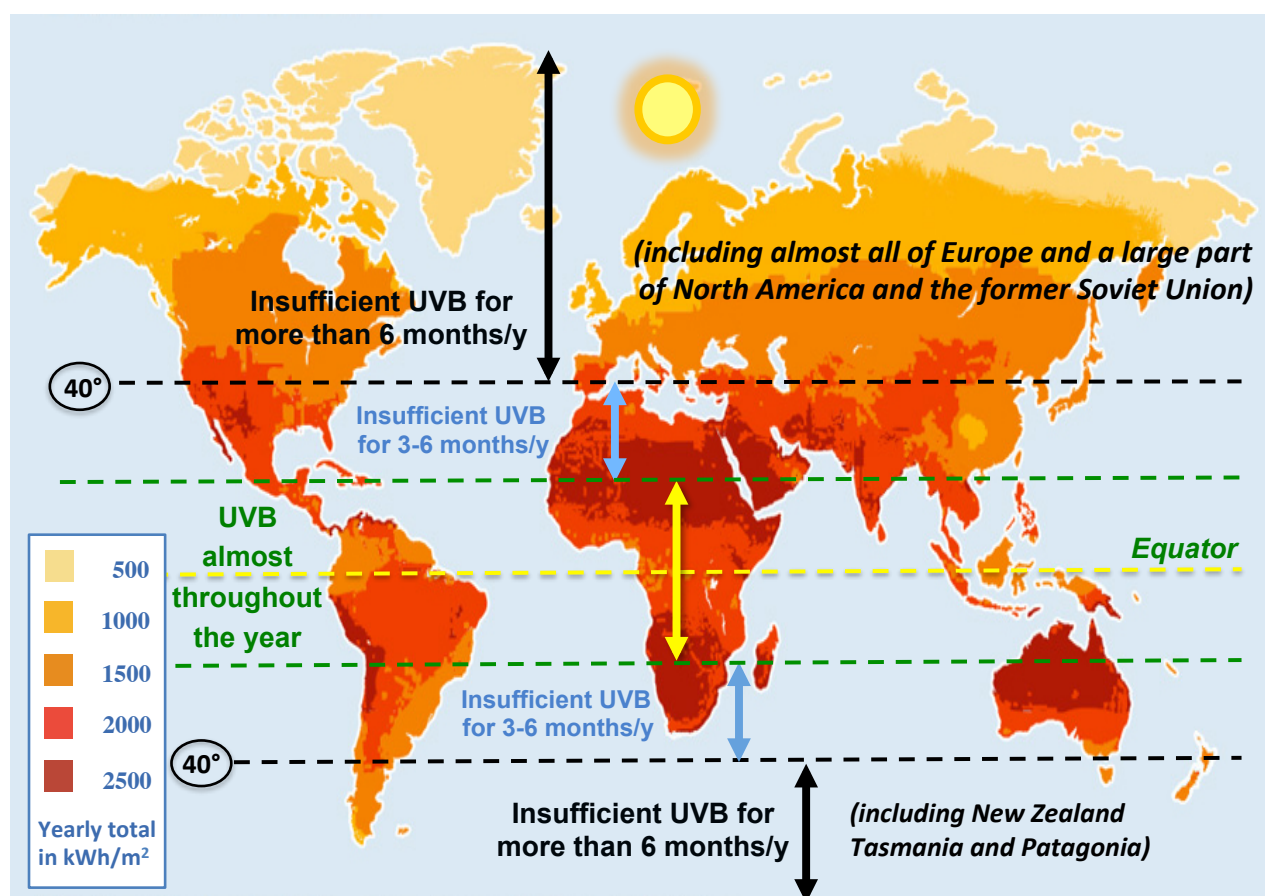 (including almost all of Europe and a large part
of North America and the former Soviet Union)
Insufficient UVB for
more than 6 months/y
40°
Insufficient UVB
for 3-6 months/y
UVB
almost
throughout
the year
Equator
500
1000
1500
2000
2500
Yearly total
in kWh/m²
Insufficient UVB
for 3-6 months/y
40°
Insufficient UVB for
more than 6 months/y
(including New Zealand
Tasmania and Patagonia)